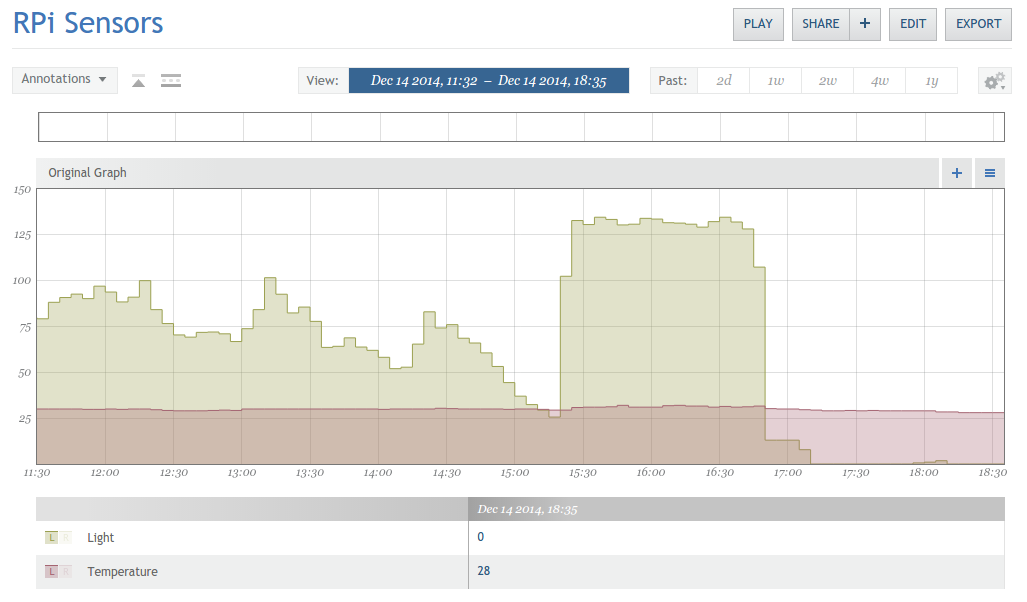 RPi Sensors
PLAY SHARE + EDIT EXPORT
Annotations View: Dec 14 2014, 11:32 – Dec 14 2014, 18:35 Past: 2d 1w 2w 4w 1y
Original Graph +
150
125
100
75
50
25
11:30 12:00 12:30 13:00 13:30 14:00 14:30 15:00 15:30 16:00 16:30 17:00 17:30 18:00 18:30
Dec 14 2014, 18:35
L R Light 0
L R Temperature 28